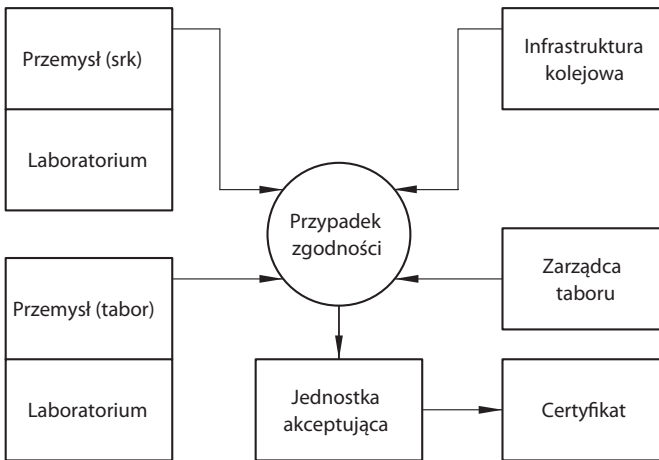 Przemysł (srk)
Laboratorium
Infrastruktura
kolejowa
Przypadek
zgodności
Przemysł (tabor)
Laboratorium
Zarządca
taboru
Jednostka
akceptująca
Certyfikat